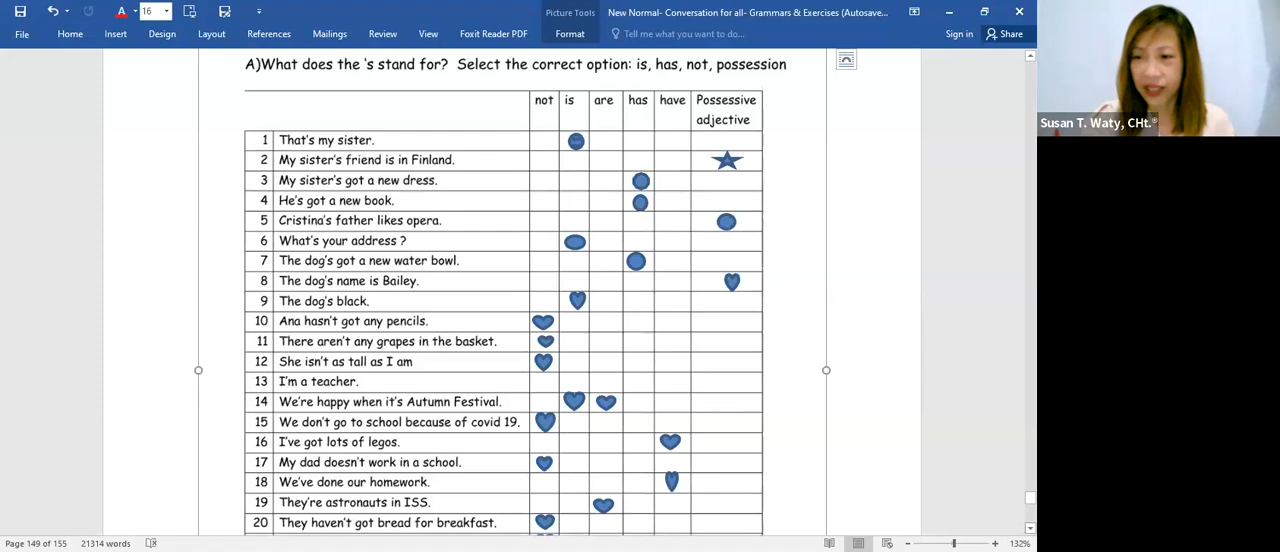 16
Picture Tools
New Normal- Conversation for all- Grammars & Exercises (Autosave...
File Home Insert Design Layout References Mailings Review View Foxit Reader PDF Format Tell me what you want to do... Sign in Share
A)What does the 's stand for? Select the correct option: is, has, not, possession
not is are has have Possessive
adjective
1 That's my sister.
2 My sister's friend is in Finland.
3 My sister's got a new dress.
4 He's got a new book.
5 Cristina's father likes opera.
6 What's your address ?
7 The dog's got a new water bowl.
8 The dog's name is Bailey.
9 The dog's black.
10 Ana hasn't got any pencils.
11 There aren't any grapes in the basket.
12 She isn't as tall as I am
13 I'm a teacher.
14 We're happy when it's Autumn Festival.
15 We don't go to school because of covid 19.
16 I've got lots of legos.
17 My dad doesn't work in a school.
18 We've done our homework.
19 They're astronauts in ISS.
20 They haven't got bread for breakfast.
Susan T. Waty, CHt.®
Page 149 of 155 21314 words 132%